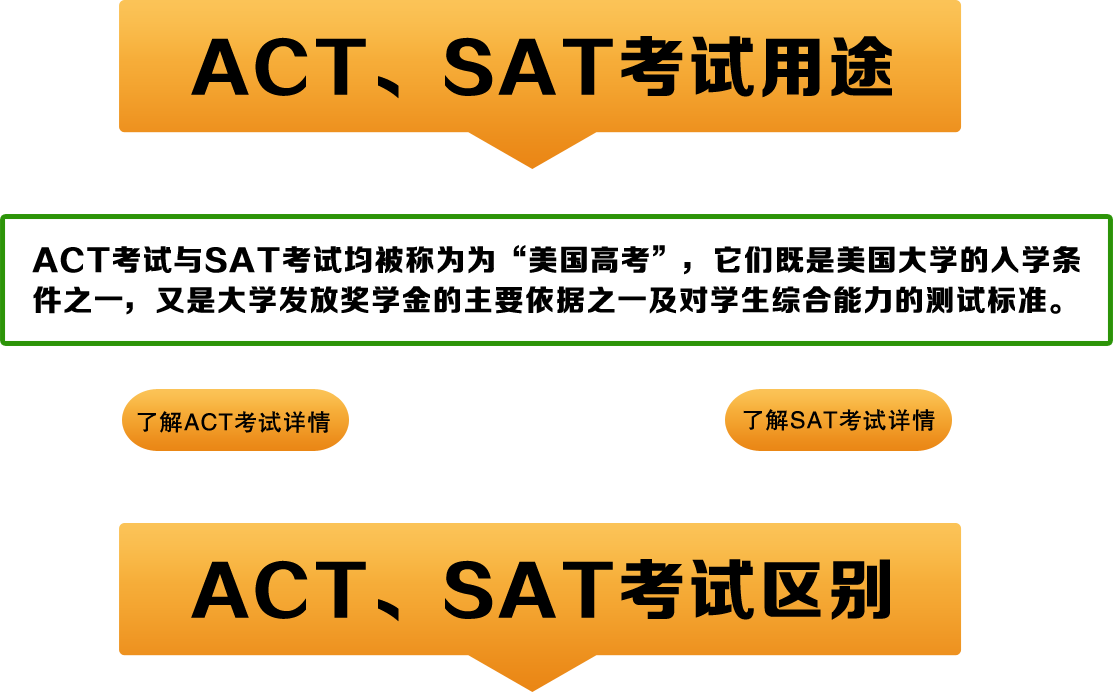 ACT、SAT考试用途
ACT考试与SAT考试均被称为为“美国高考”，它们既是美国大学的入学条
件之一，又是大学发放奖学金的主要依据之一及对学生综合能力的测试标准。
了解ACT考试详情
了解SAT考试详情
ACT、SAT考试区别